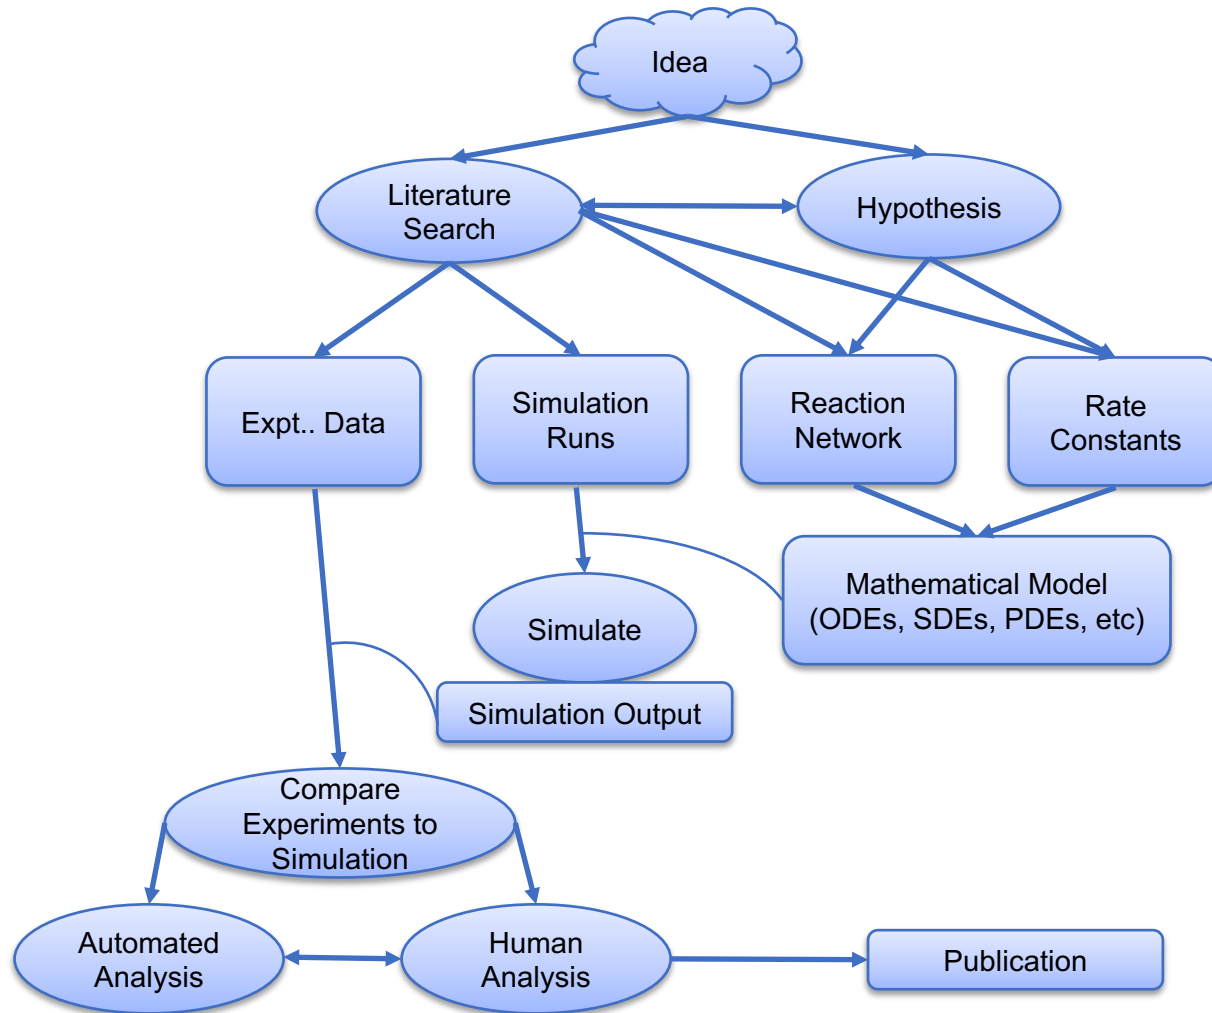 Idea
Literature
Search
Hypothesis
Expt.. Data
Simulation
Runs
Reaction
Network
Rate
Constants
Mathematical Model
(ODEs, SDEs, PDEs, etc)
Simulate
Simulation Output
Compare
Experiments to
Simulation
Automated
Analysis
Human
Analysis
Publication